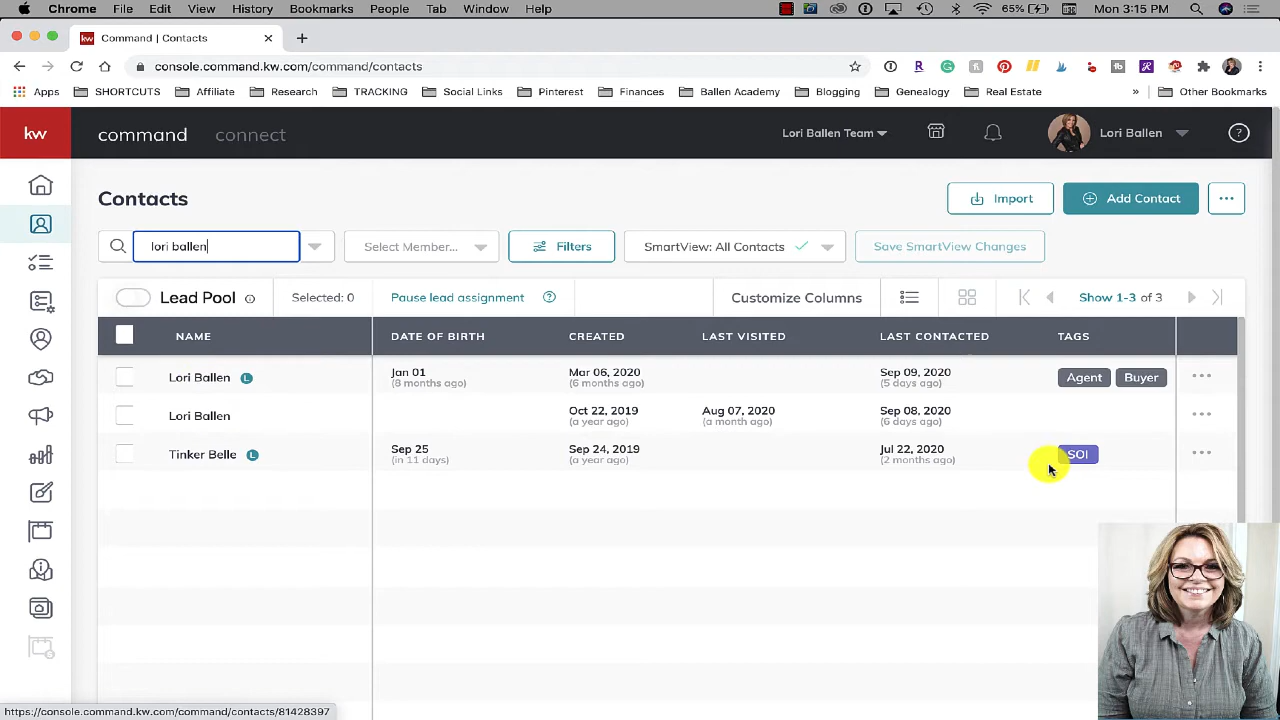 Chrome File Edit View History Bookmarks People Tab Window Help 65% Mon 3:15 PM
kw Command | Contacts
console.command.kw.com/command/contacts
Apps SHORTCUTS Affiliate Research TRACKING Social Links Pinterest Finances Ballen Academy Blogging Genealogy Real Estate » Other Bookmarks
kw command connect Lori Ballen Team Lori Ballen ?
Contacts Import Add Contact
lori ballen Select Member... Filters SmartView: All Contacts Save SmartView Changes
Lead Pool Selected: 0 Pause lead assignment ? Customize Columns Show 1-3 of 3
NAME DATE OF BIRTH CREATED LAST VISITED LAST CONTACTED TAGS
Lori Ballen L Jan 01 Mar 06, 2020 Sep 09, 2020 Agent Buyer
(8 months ago) (6 months ago) (5 days ago)
Lori Ballen Oct 22, 2019 Aug 07, 2020 Sep 08, 2020
(a year ago) (a month ago) (6 days ago)
Tinker Belle L Sep 25 Sep 24, 2019 Jul 22, 2020 SOI
(in 11 days) (a year ago) (2 months ago)
https://console.command.kw.com/command/contacts/81428397